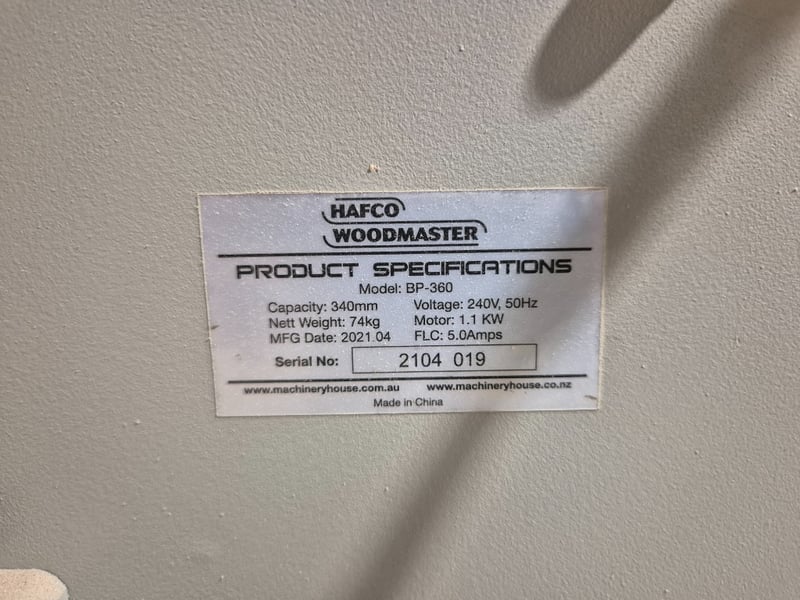 HAFCO
WOODMASTER
PRODUCT SPECIFICATIONS
Model: BP-360
Capacity: 340mm Voltage: 240V, 50Hz
Nett Weight: 74kg Motor: 1.1 KW
MFG Date: 2021.04 FLC: 5.0Amps
Serial No: 2104 019
www.machineryhouse.com.au www.machineryhouse.co.nz
Made in China